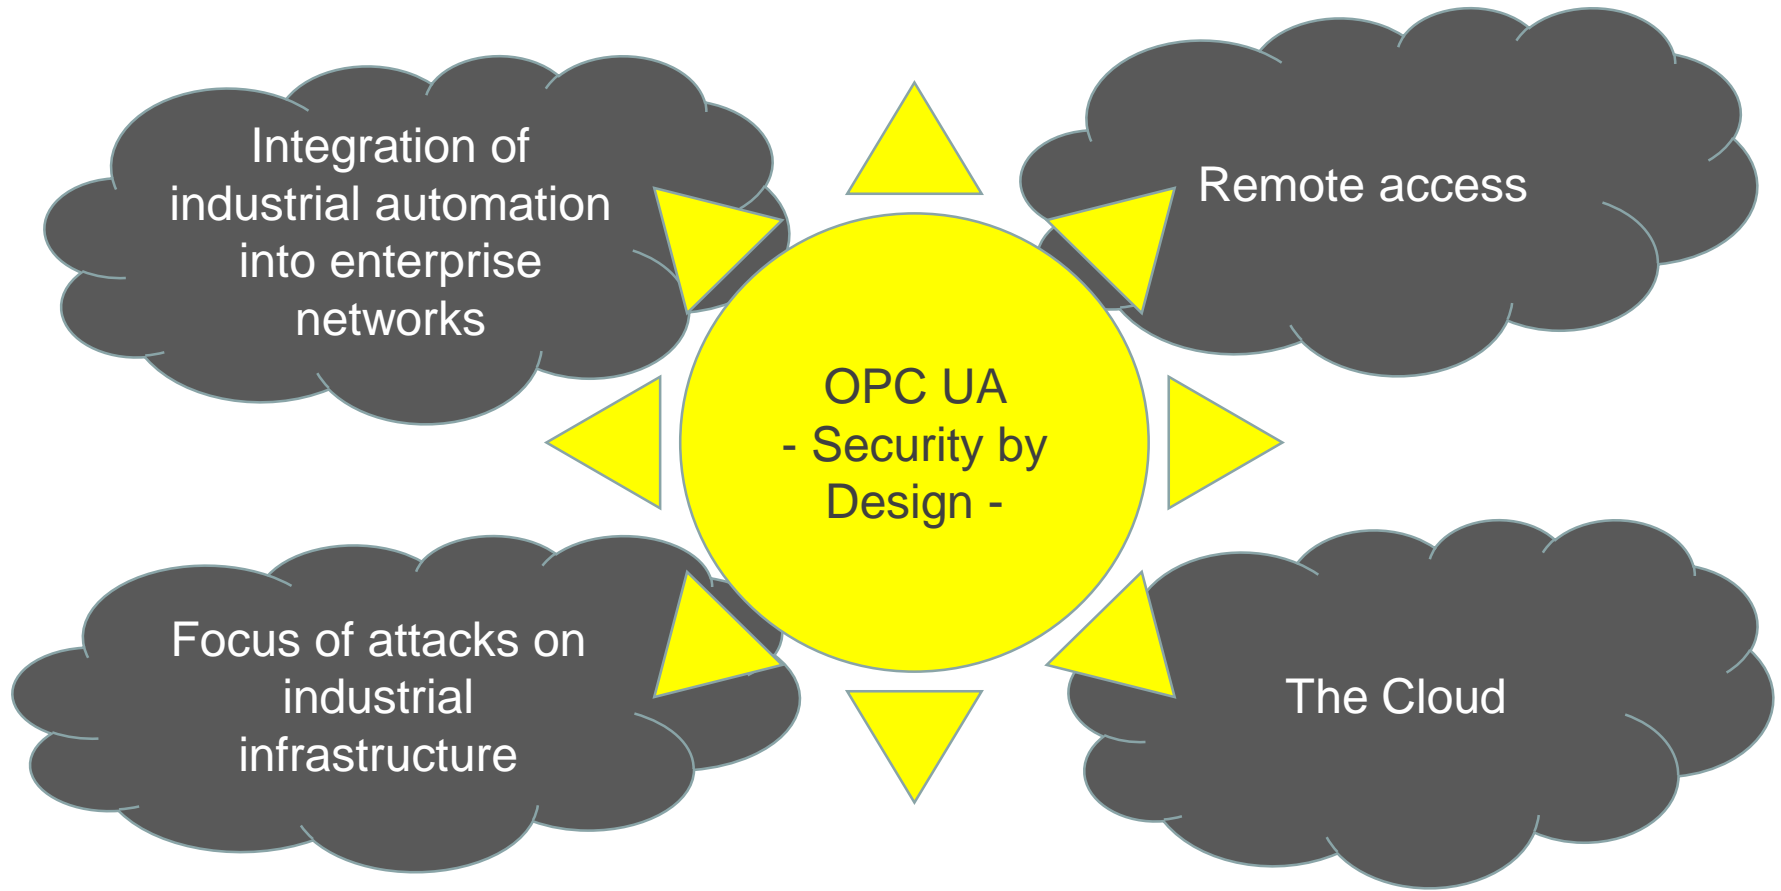 Integration of
industrial automation
into enterprise
networks
Remote access
OPC UA
- Security by
Design -
Focus of attacks on
industrial
infrastructure
The Cloud